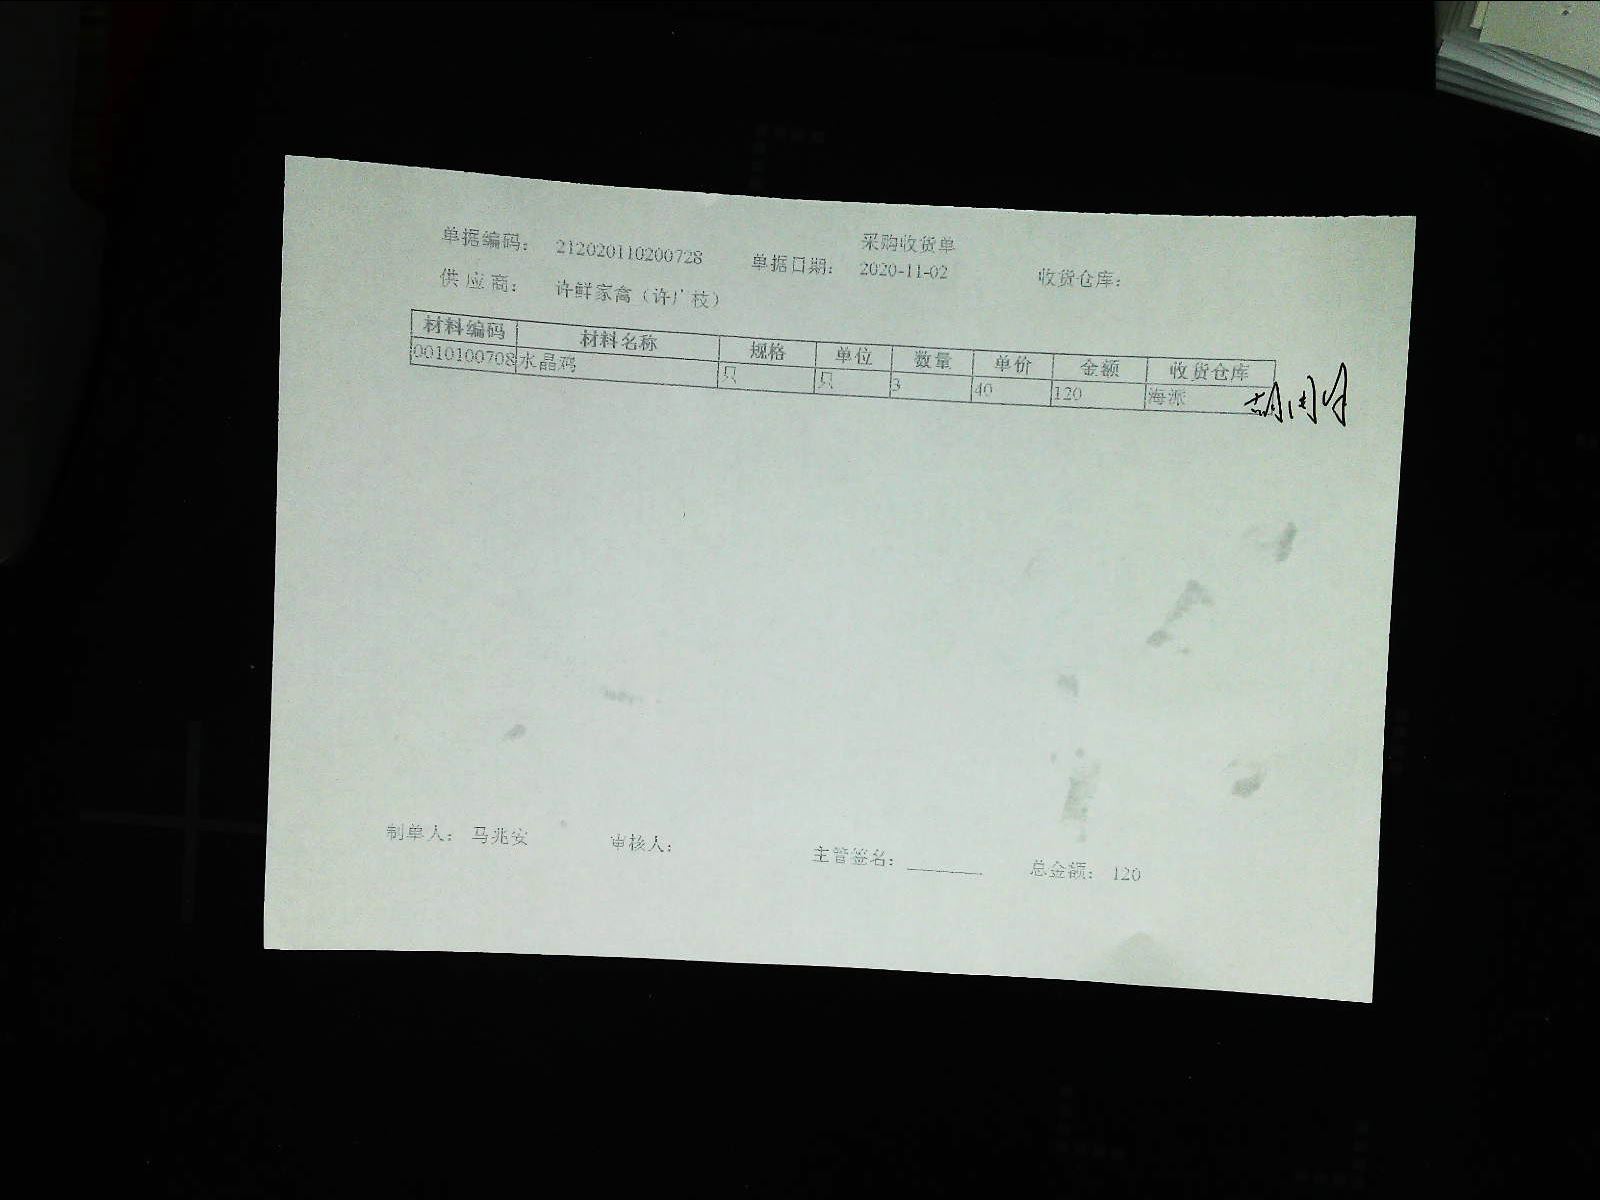 采购收货单
单据编码： 212020110200728 单据日期： 2020-11-02 收货仓库：
供 应 商： 许鲜家禽（许广枝）
材料编码 材料名称 规格 单位 数量 单价 金额 收货仓库
0010100708 水晶鸡 只 只 3 40 120 海派
制单人： 马兆安 审核人： 主管签名： 总金额： 120